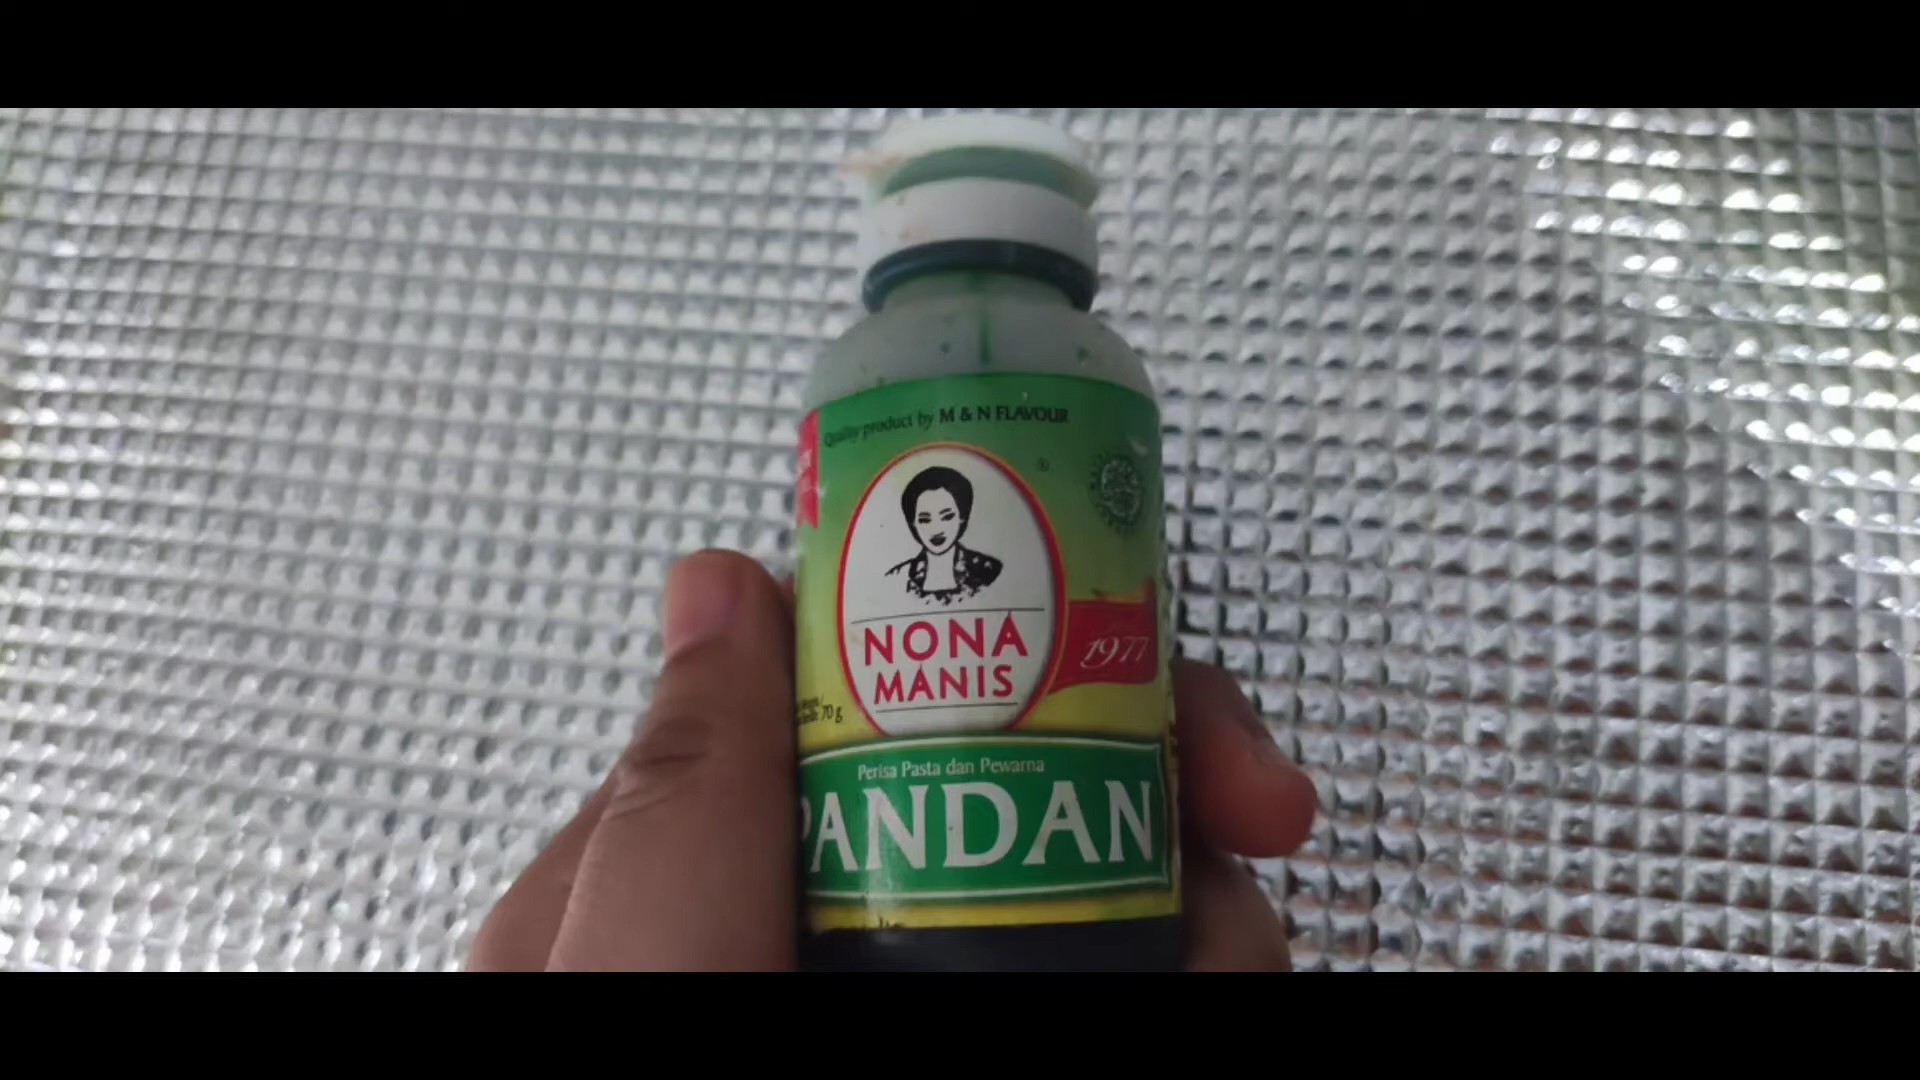 Quality product by M & N FLAVOUR
®
NONA
MANIS
1977
70 g
Perisa Pasta dan Pewarna
PANDAN